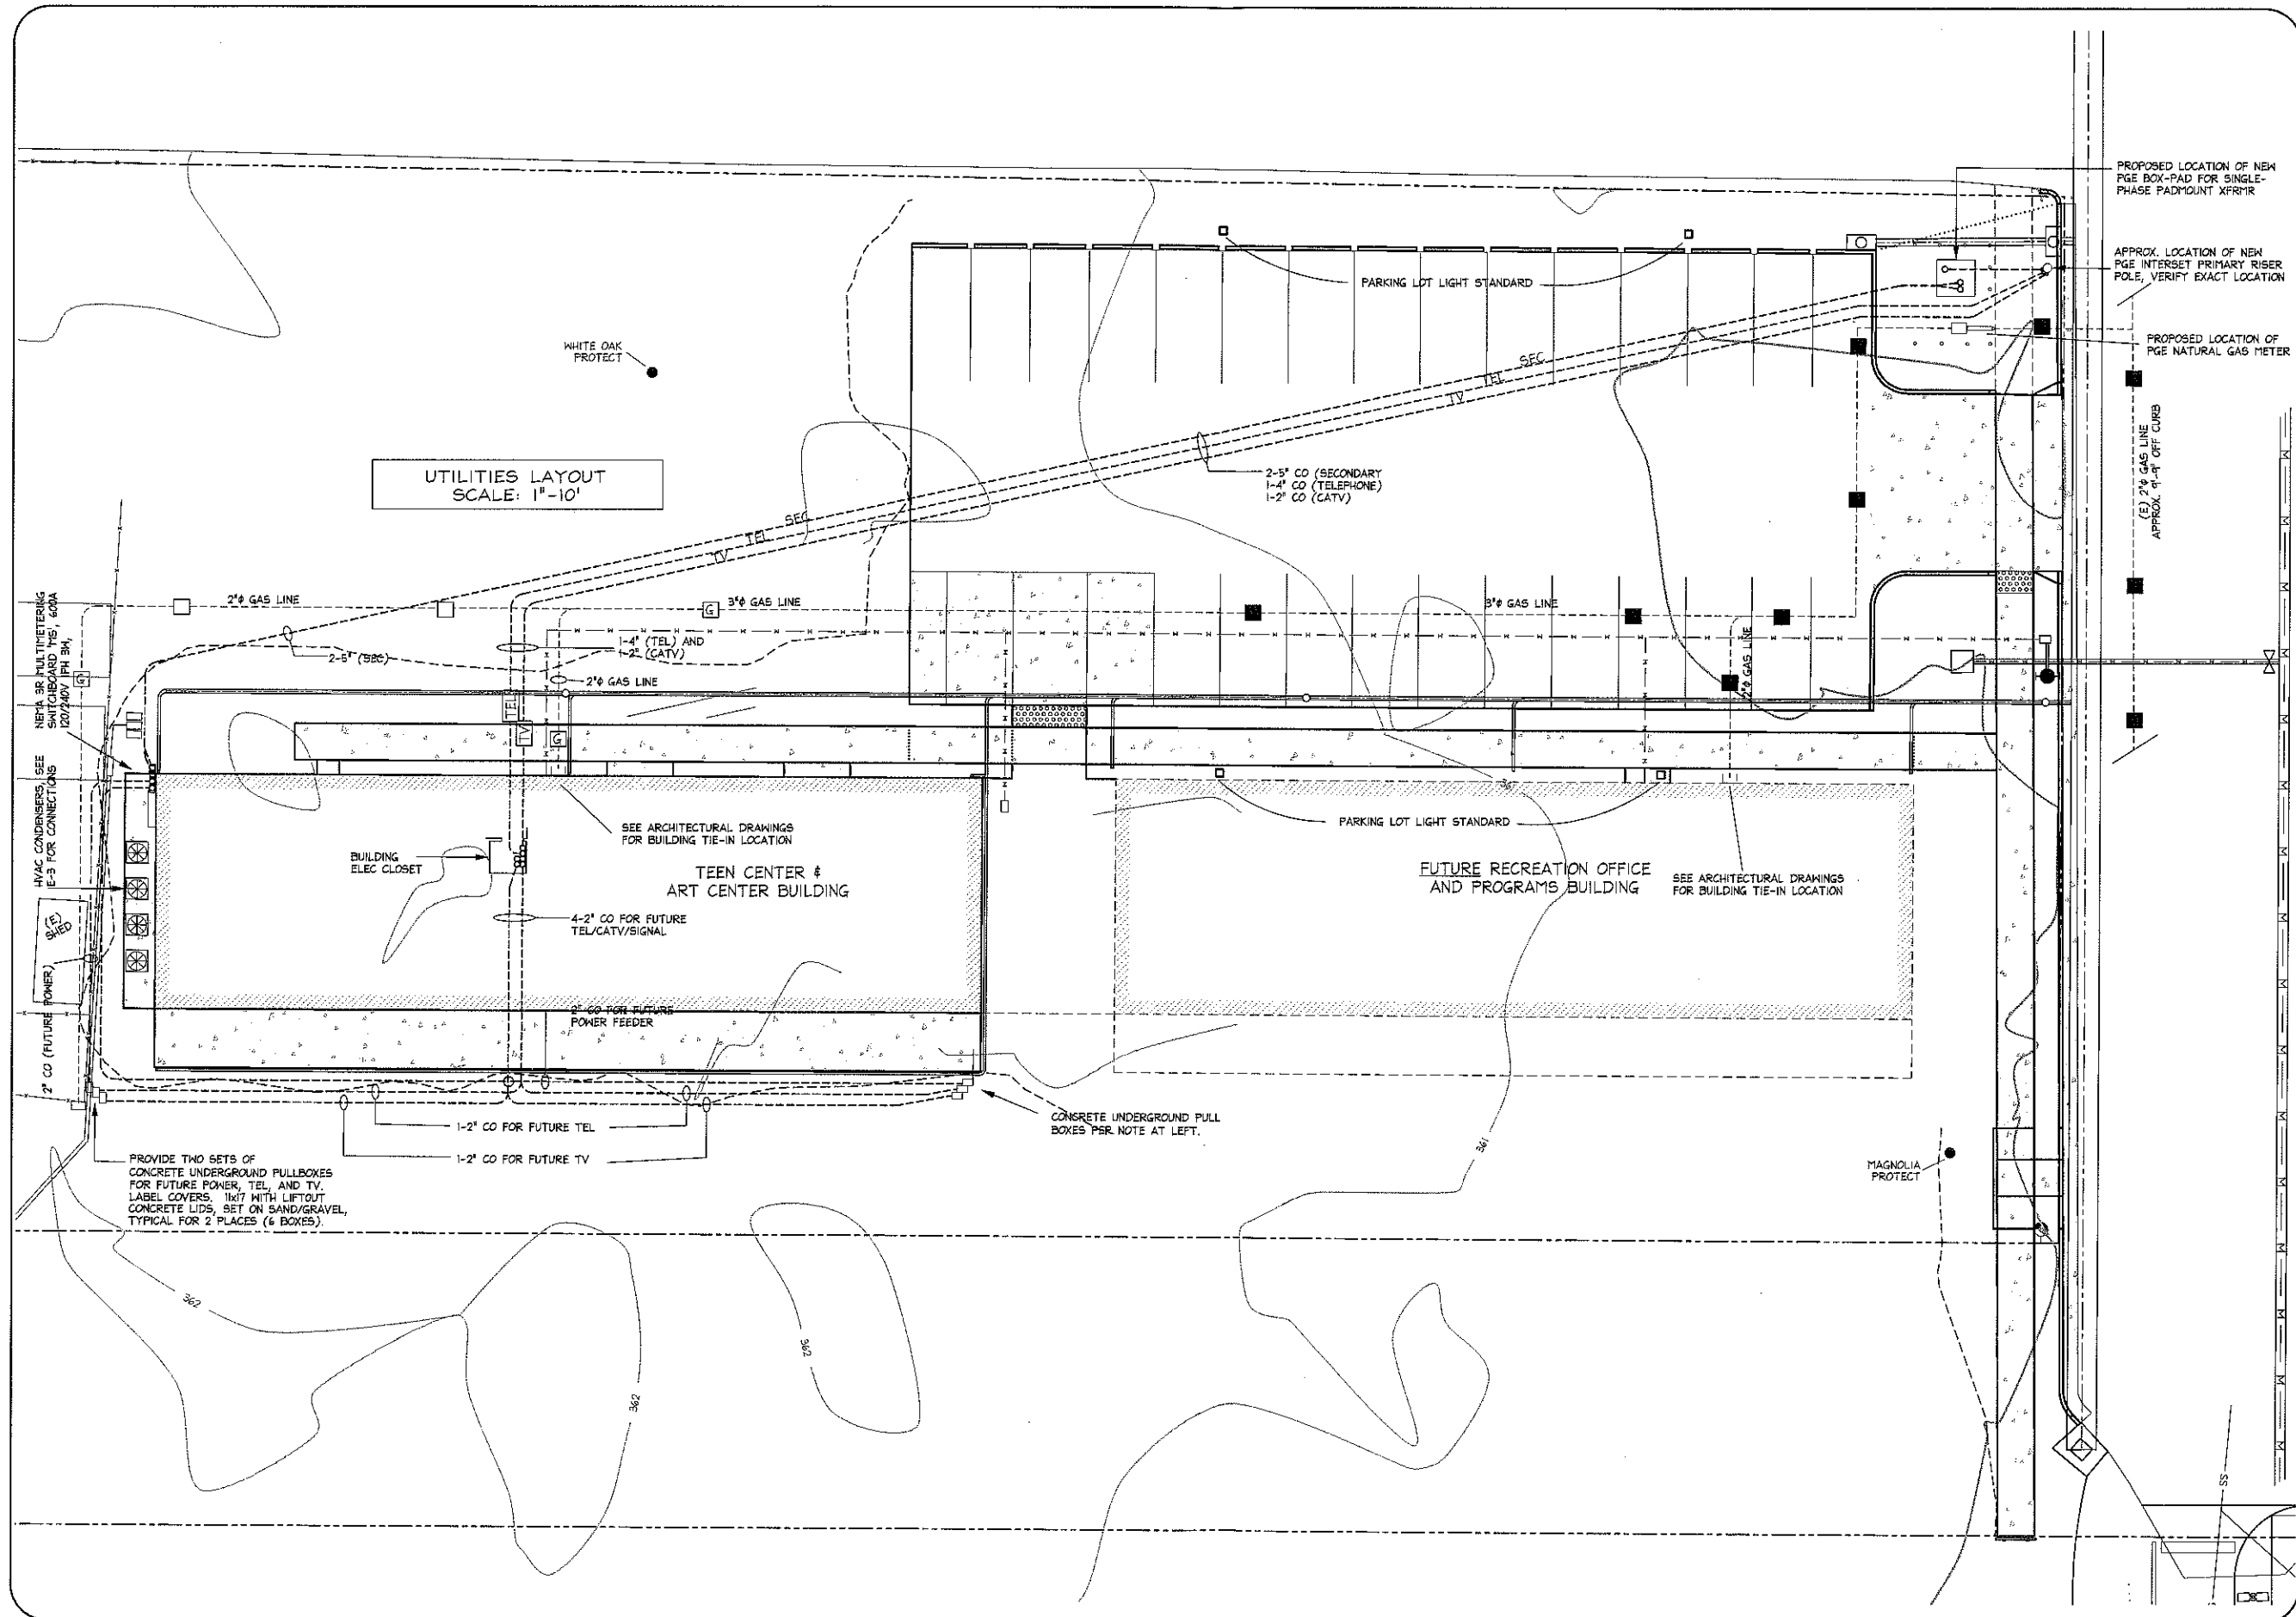 PROPOSED LOCATION OF NEW
PGE BOX-PAD FOR SINGLE-
PHASE PADMOUNT XFRMR
APPROX. LOCATION OF NEW
PGE INTERSET PRIMARY RISER
POLE, VERIFY EXACT LOCATION
PROPOSED LOCATION OF
PGE NATURAL GAS METER
PARKING LOT LIGHT STANDARD
WHITE OAK
PROTECT
SEC
TEL
TV
(E) 2"ϕ GAS LINE
APPROX. 9'-9" OFF CURB
UTILITIES LAYOUT
SCALE: 1"-10'
2-5" CO (SECONDARY
1-4" CO (TELEPHONE)
1-2" CO (CATV)
SEC
TEL
TV
NEMA 3R MULTIMETERING
SWITCHBOARD 'MS', 600A
120/240V 1PH 3W,
2"ϕ GAS LINE
G
3"ϕ GAS LINE
3"ϕ GAS LINE
2"ϕ GAS LINE
1-4" (TEL) AND
1-2" (CATV)
2-5" (SEC)
G
2"ϕ GAS LINE
TEL
TV
G
HVAC CONDENSERS, SEE
E-3 FOR CONNECTIONS
361
SEE ARCHITECTURAL DRAWINGS
FOR BUILDING TIE-IN LOCATION
PARKING LOT LIGHT STANDARD
BUILDING
ELEC CLOSET
TEEN CENTER &
ART CENTER BUILDING
FUTURE RECREATION OFFICE
AND PROGRAMS BUILDING
SEE ARCHITECTURAL DRAWINGS
FOR BUILDING TIE-IN LOCATION
(E)
SHED
4-2" CO FOR FUTURE
TEL/CATV/SIGNAL
2" CO (FUTURE POWER)
2" CO FOR FUTURE
POWER FEEDER
CONSRETE UNDERGROUND PULL
BOXES PER NOTE AT LEFT.
1-2" CO FOR FUTURE TEL
1-2" CO FOR FUTURE TV
361
MAGNOLIA
PROTECT
PROVIDE TWO SETS OF
CONCRETE UNDERGROUND PULLBOXES
FOR FUTURE POWER, TEL, AND TV.
LABEL COVERS. 11x17 WITH LIFTOUT
CONCRETE LIDS, SET ON SAND/GRAVEL,
TYPICAL FOR 2 PLACES (6 BOXES).
362
362
362
SS